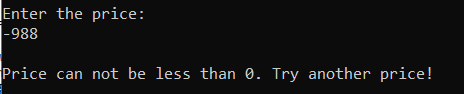 Enter the price:
-988
Price can not be less than 0. Try another price!